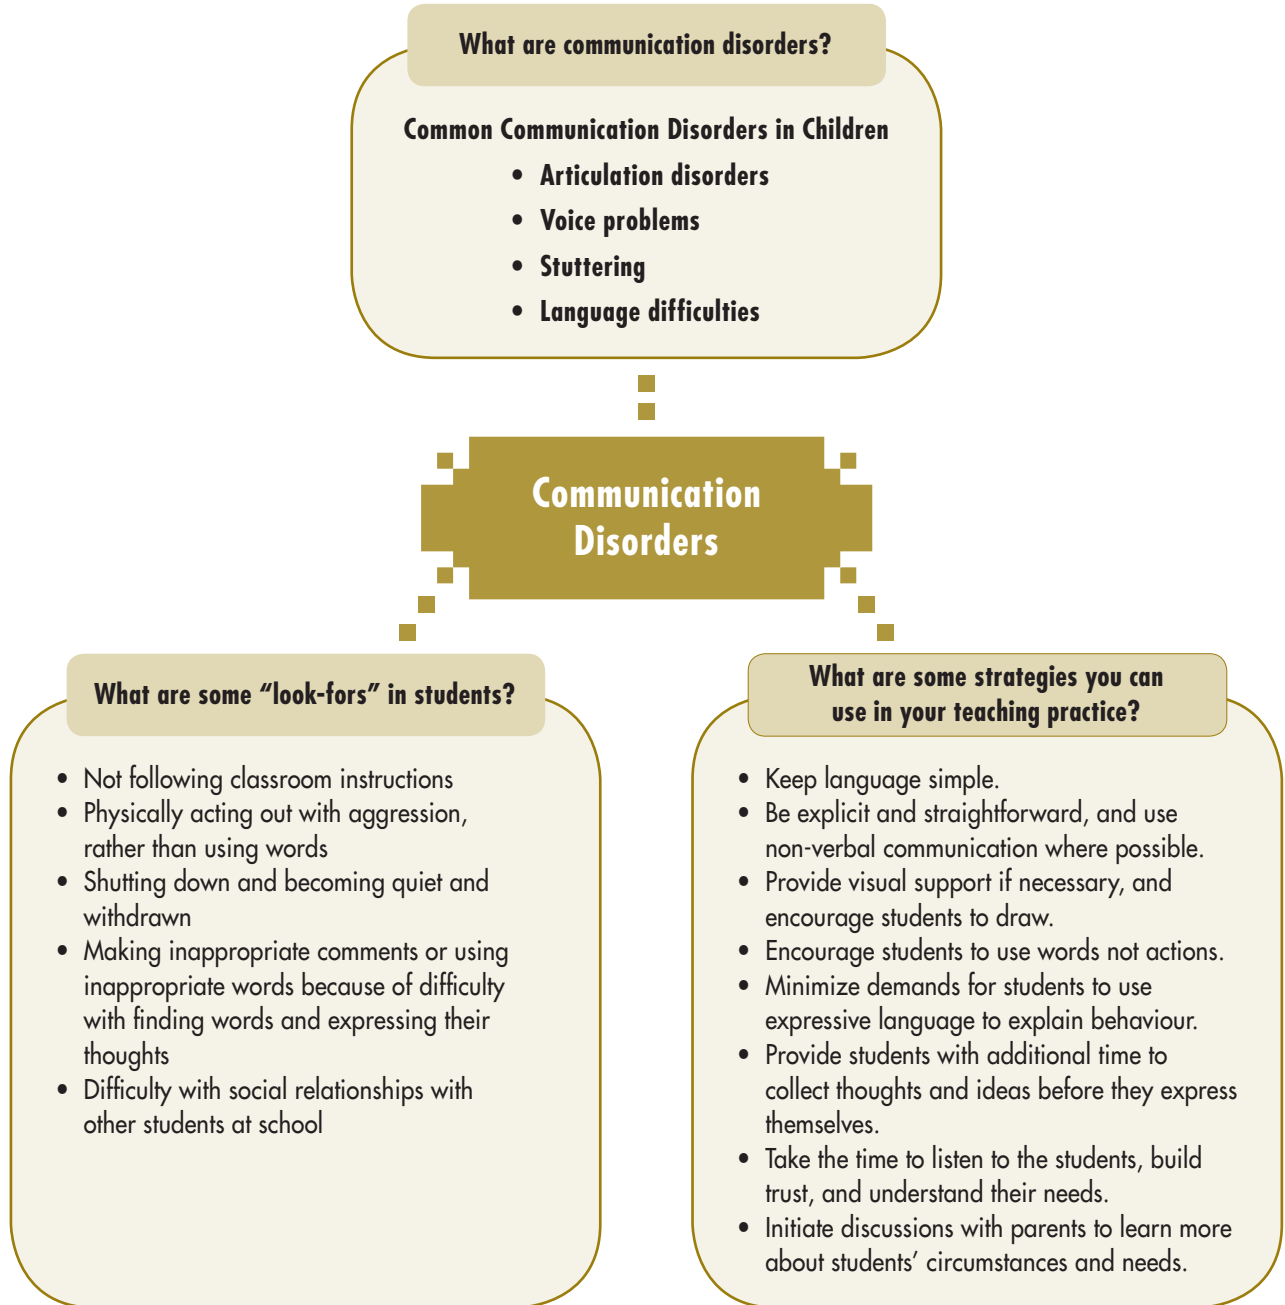 What are communication disorders?
Common Communication Disorders in Children
• Articulation disorders
• Voice problems
• Stuttering
• Language difficulties
Communication
Disorders
What are some “look-fors” in students?
• Not following classroom instructions
• Physically acting out with aggression,
rather than using words
• Shutting down and becoming quiet and
withdrawn
• Making inappropriate comments or using
inappropriate words because of difficulty
with finding words and expressing their
thoughts
• Difficulty with social relationships with
other students at school
What are some strategies you can
use in your teaching practice?
• Keep language simple.
• Be explicit and straightforward, and use
non-verbal communication where possible.
• Provide visual support if necessary, and
encourage students to draw.
• Encourage students to use words not actions.
• Minimize demands for students to use
expressive language to explain behaviour.
• Provide students with additional time to
collect thoughts and ideas before they express
themselves.
• Take the time to listen to the students, build
trust, and understand their needs.
• Initiate discussions with parents to learn more
about students’ circumstances and needs.